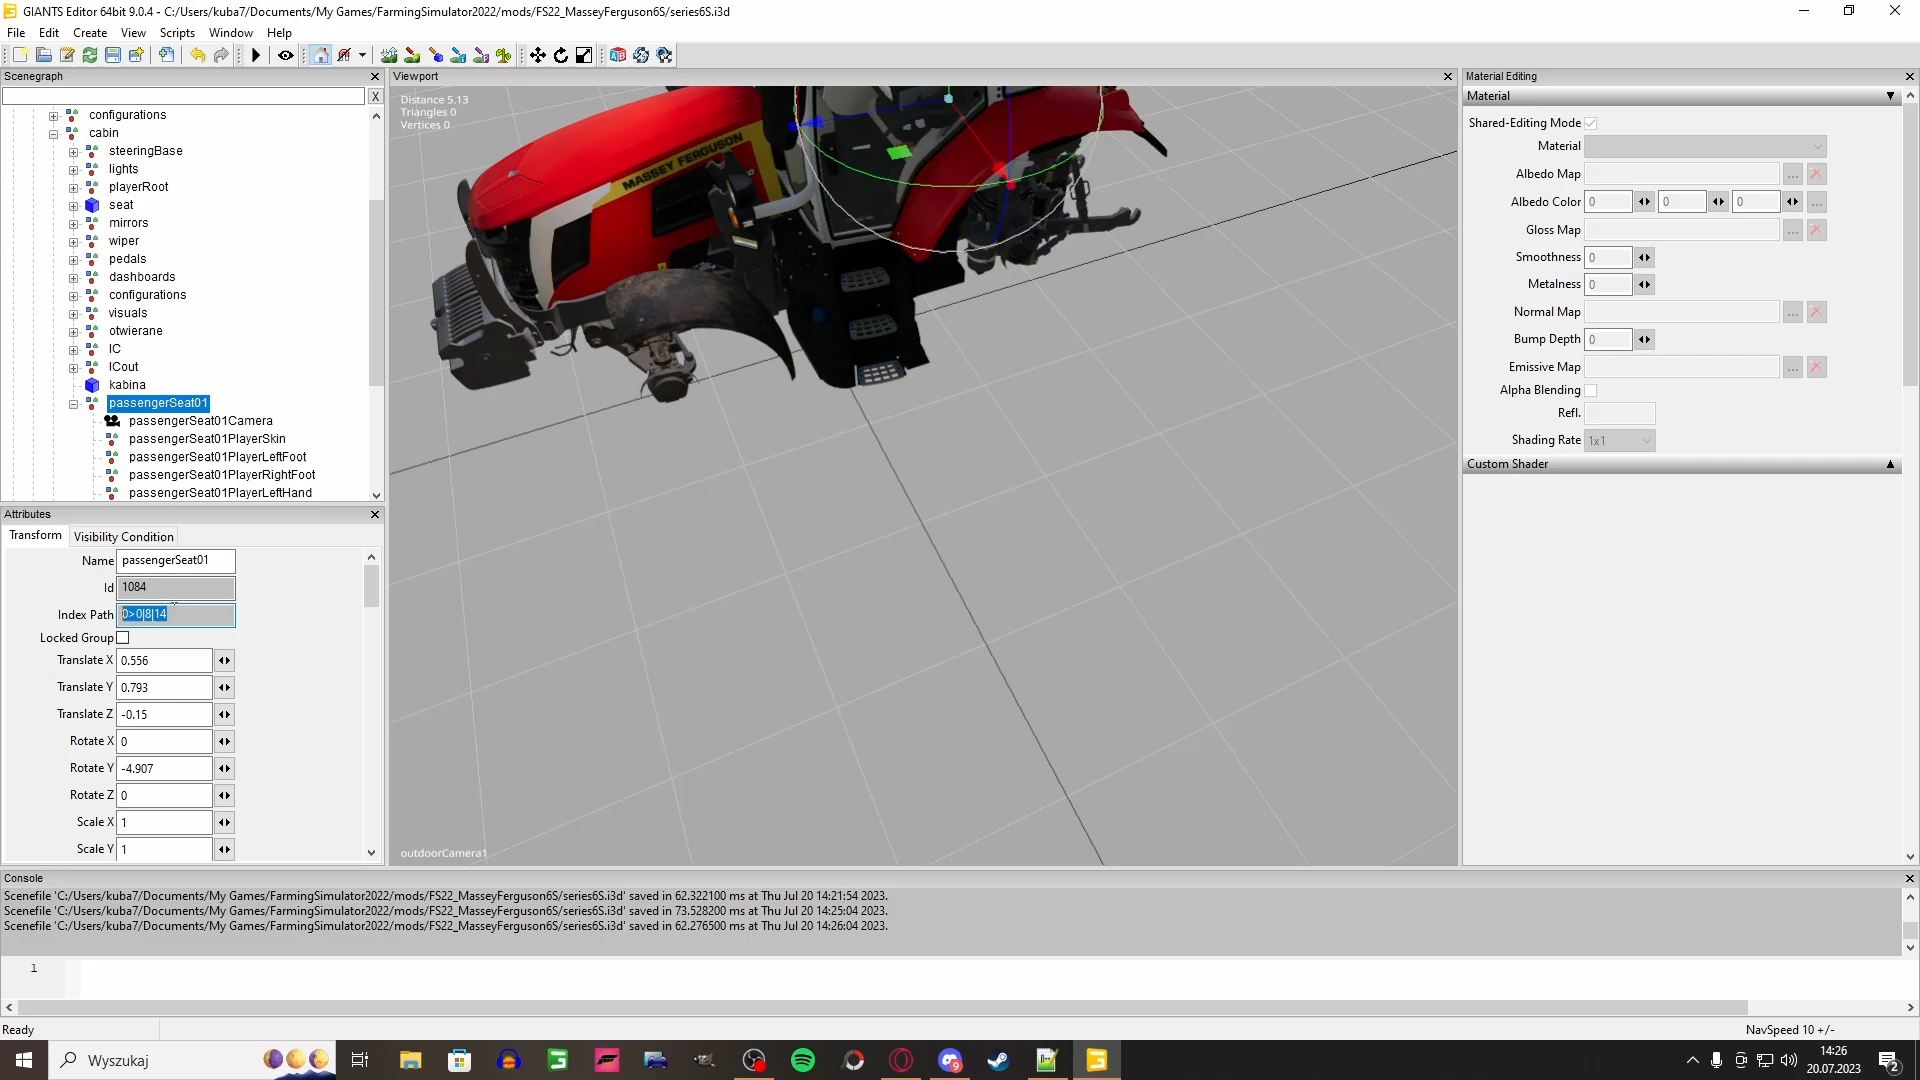 GIANTS Editor 64bit 9.0.4 - C:/Users/kuba7/Documents/My Games/FarmingSimulator2022/mods/FS22_MasseyFerguson6S/series6S.i3d
File Edit Create View Scripts Window Help
Scenegraph
X
configurations
cabin
steeringBase
lights
playerRoot
seat
mirrors
wiper
pedals
dashboards
configurations
visuals
otwierane
IC
ICout
kabina
passengerSeat01
passengerSeat01Camera
passengerSeat01PlayerSkin
passengerSeat01PlayerLeftFoot
passengerSeat01PlayerRightFoot
passengerSeat01PlayerLeftHand
Attributes
Transform Visibility Condition
Name passengerSeat01
Id 1084
Index Path 0>0|8|14
Locked Group
Translate X 0.556
Translate Y 0.793
Translate Z -0.15
Rotate X 0
Rotate Y -4.907
Rotate Z 0
Scale X 1
Scale Y 1
Viewport
Distance 5.13
Triangles 0
Vertices 0
MASSEY FERGUSON
outdoorCamera1
Material Editing
Material
Shared-Editing Mode
Material
Albedo Map ...
Albedo Color 0 0 0 ...
Gloss Map ...
Smoothness 0
Metalness 0
Normal Map ...
Bump Depth 0
Emissive Map ...
Alpha Blending
Refl.
Shading Rate 1x1
Custom Shader
Console
Scenefile 'C:/Users/kuba7/Documents/My Games/FarmingSimulator2022/mods/FS22_MasseyFerguson6S/series6S.i3d' saved in 62.322100 ms at Thu Jul 20 14:21:54 2023.
Scenefile 'C:/Users/kuba7/Documents/My Games/FarmingSimulator2022/mods/FS22_MasseyFerguson6S/series6S.i3d' saved in 73.528200 ms at Thu Jul 20 14:25:04 2023.
Scenefile 'C:/Users/kuba7/Documents/My Games/FarmingSimulator2022/mods/FS22_MasseyFerguson6S/series6S.i3d' saved in 62.276500 ms at Thu Jul 20 14:26:04 2023.
1
Ready
NavSpeed 10 +/-
Wyszukaj
9
14:26
20.07.2023
2